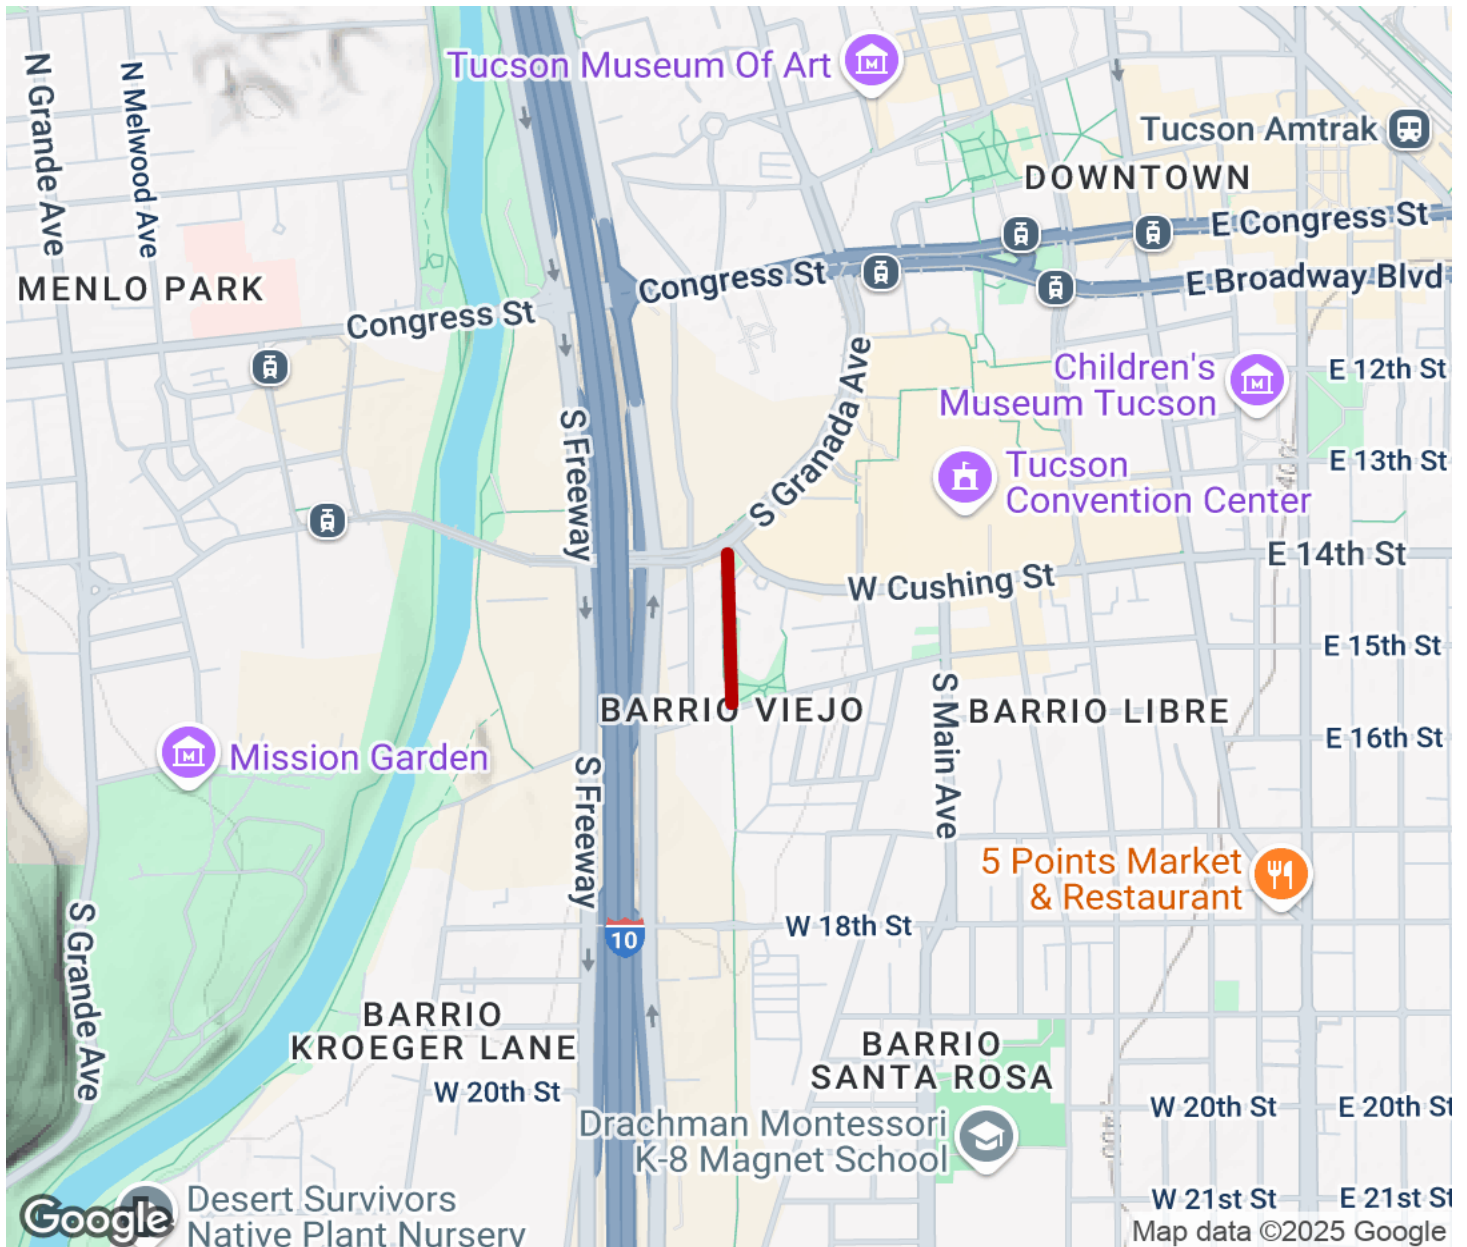 N Grande Ave
N Melwood Ave
Tucson Museum Of Art
Tucson Amtrak
DOWNTOWN
E Congress St
MENLO PARK
Congress St
Congress St
E Broadway Blvd
S Freeway
S Granada Ave
Children's
Museum Tucson
E 12th St
E 13th St
Tucson
Convention Center
E 14th St
W Cushing St
E 15th St
BARRIO VIEJO
S Main Ave
BARRIO LIBRE
E 16th St
Mission Garden
S Freeway
5 Points Market
& Restaurant
S Grande Ave
W 18th St
10
BARRIO
KROEGER LANE
BARRIO
SANTA ROSA
W 20th St
W 20th St
E 20th St
Drachman Montessori
K-8 Magnet School
Desert Survivors
Native Plant Nursery
W 21st St
E 21st St
Google
Map data ©2025 Google